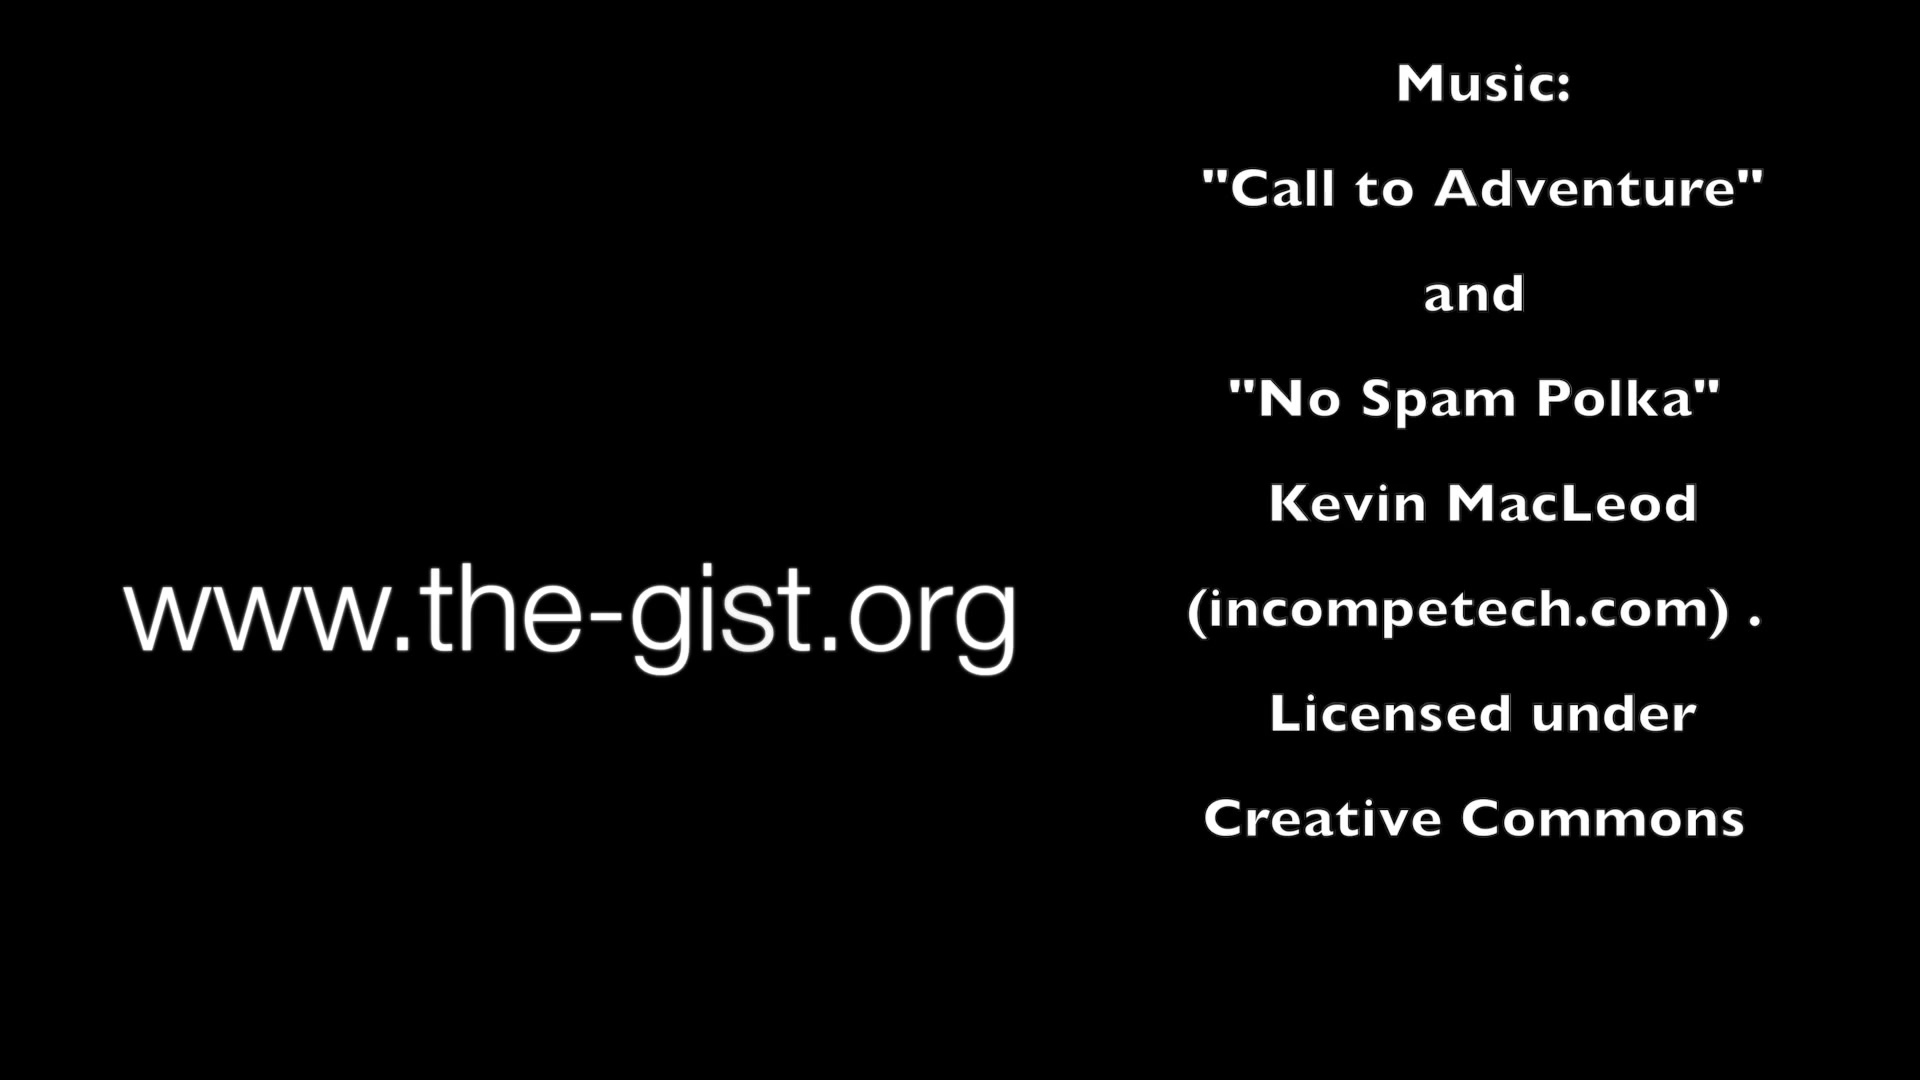 www.the-gist.org
Music:
"Call to Adventure"
and
"No Spam Polka"
Kevin MacLeod
(incompetech.com) .
Licensed under
Creative Commons